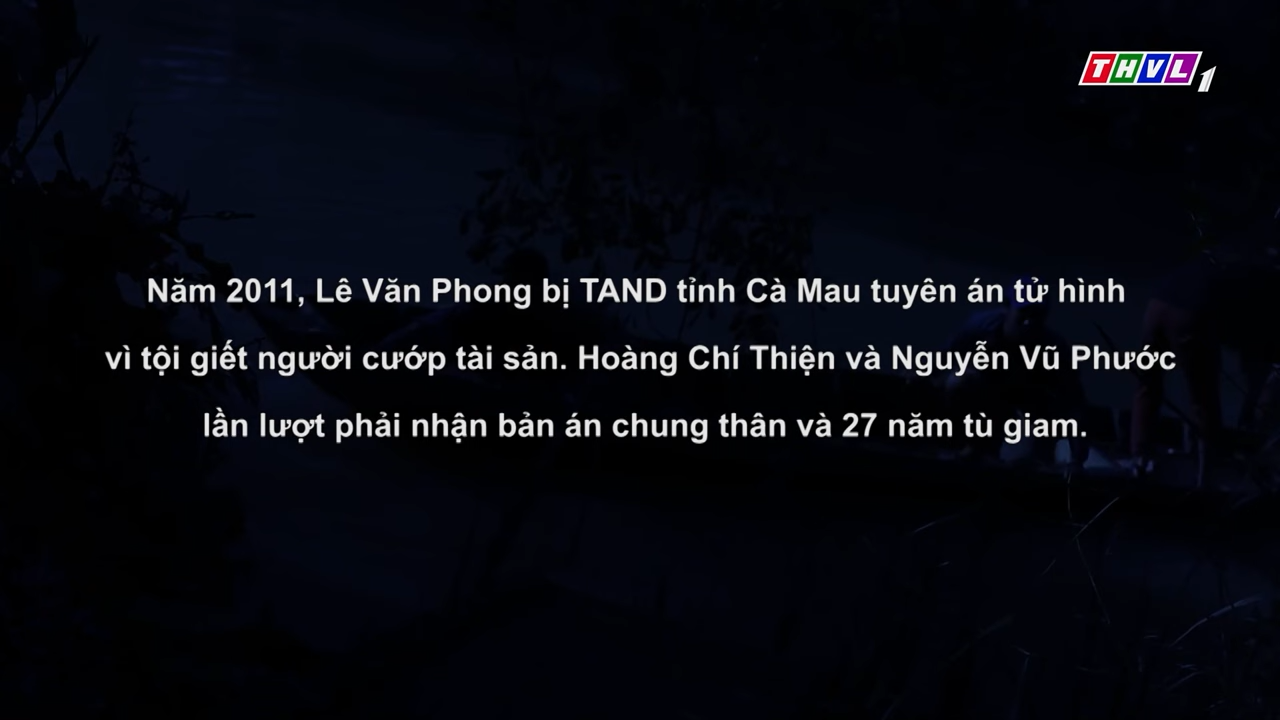 THVL1
Năm 2011, Lê Văn Phong bị TAND tỉnh Cà Mau tuyên án tử hình
vì tội giết người cướp tài sản. Hoàng Chí Thiện và Nguyễn Vũ Phước
lần lượt phải nhận bản án chung thân và 27 năm tù giam.